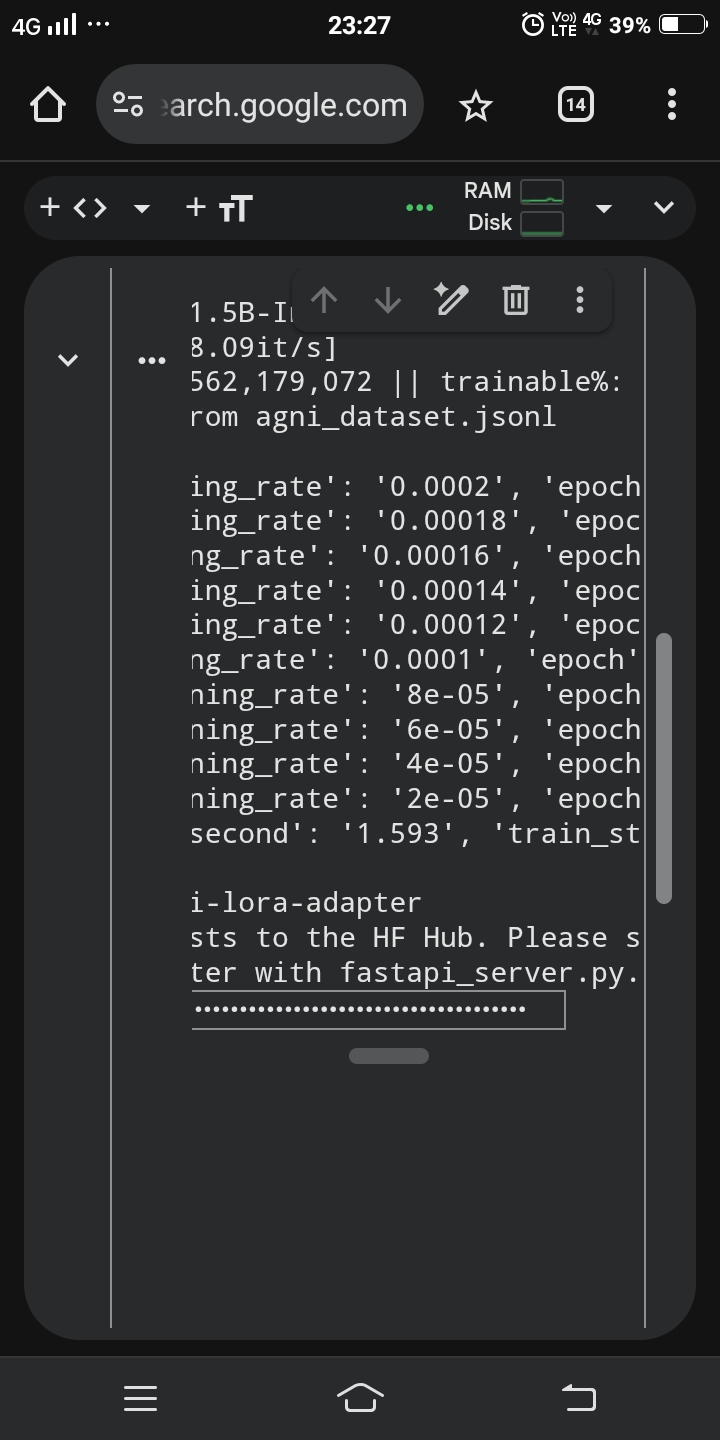 4G
23:27
Vo))
LTE
4G
39%
earch.google.com
14
+ <> + TT
RAM
Disk
1.5B-I
8.09it/s]
562,179,072 || trainable%:
rom agni_dataset.jsonl
ing_rate': '0.0002', 'epoch
ing_rate': '0.00018', 'epoc
ng_rate': '0.00016', 'epoch
ing_rate': '0.00014', 'epoc
ing_rate': '0.00012', 'epoc
ng_rate': '0.0001', 'epoch'
ning_rate': '8e-05', 'epoch
ning_rate': '6e-05', 'epoch
ning_rate': '4e-05', 'epoch
ning_rate': '2e-05', 'epoch
second': '1.593', 'train_st
i-lora-adapter
sts to the HF Hub. Please s
ter with fastapi_server.py.